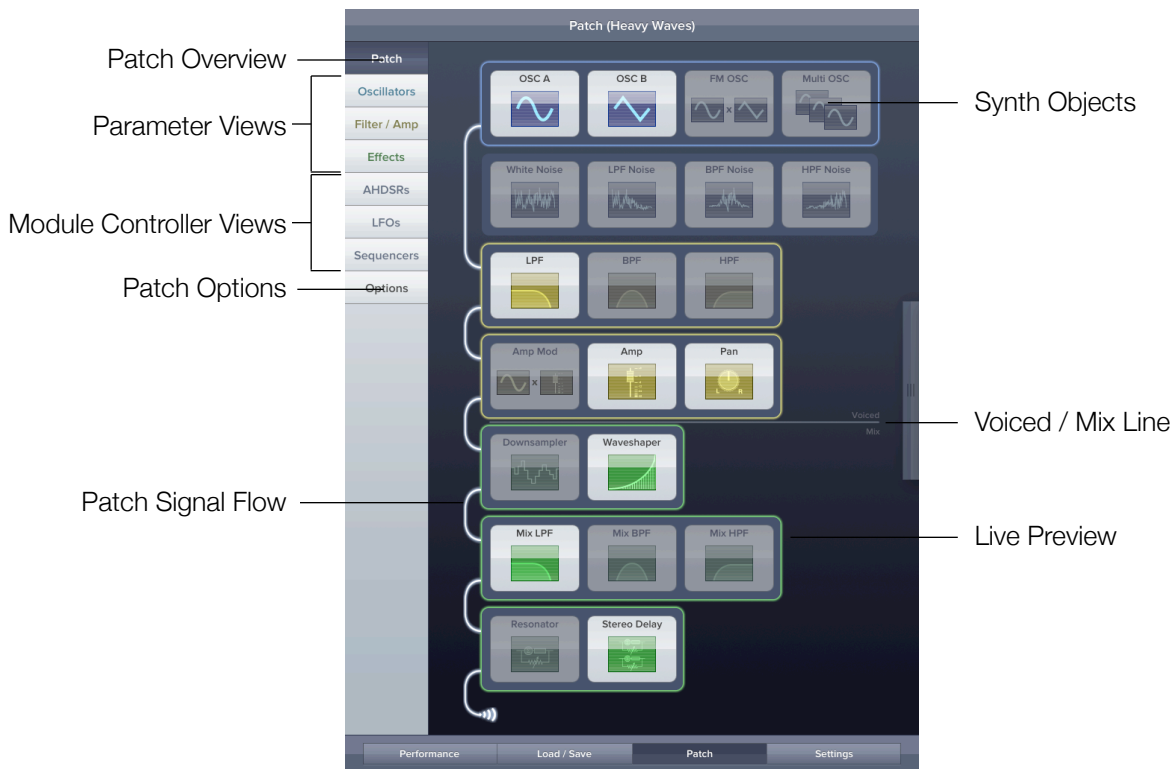 Patch (Heavy Waves)
Patch Overview
Parameter Views
Module Controller Views
Patch Options
Patch Signal Flow
Patch
Oscillators
Filter / Amp
Effects
AHDSRs
LFOs
Sequencers
Options
OSC A OSC B FM OSC Multi OSC
x
White Noise LPF Noise BPF Noise HPF Noise
LPF BPF HPF
Amp Mod Amp Pan
x
L R
Voiced
Mix
Downsampler Waveshaper
Mix LPF Mix BPF Mix HPF
Resonator Stereo Delay
Synth Objects
Voiced / Mix Line
Live Preview
Performance Load / Save Patch Settings